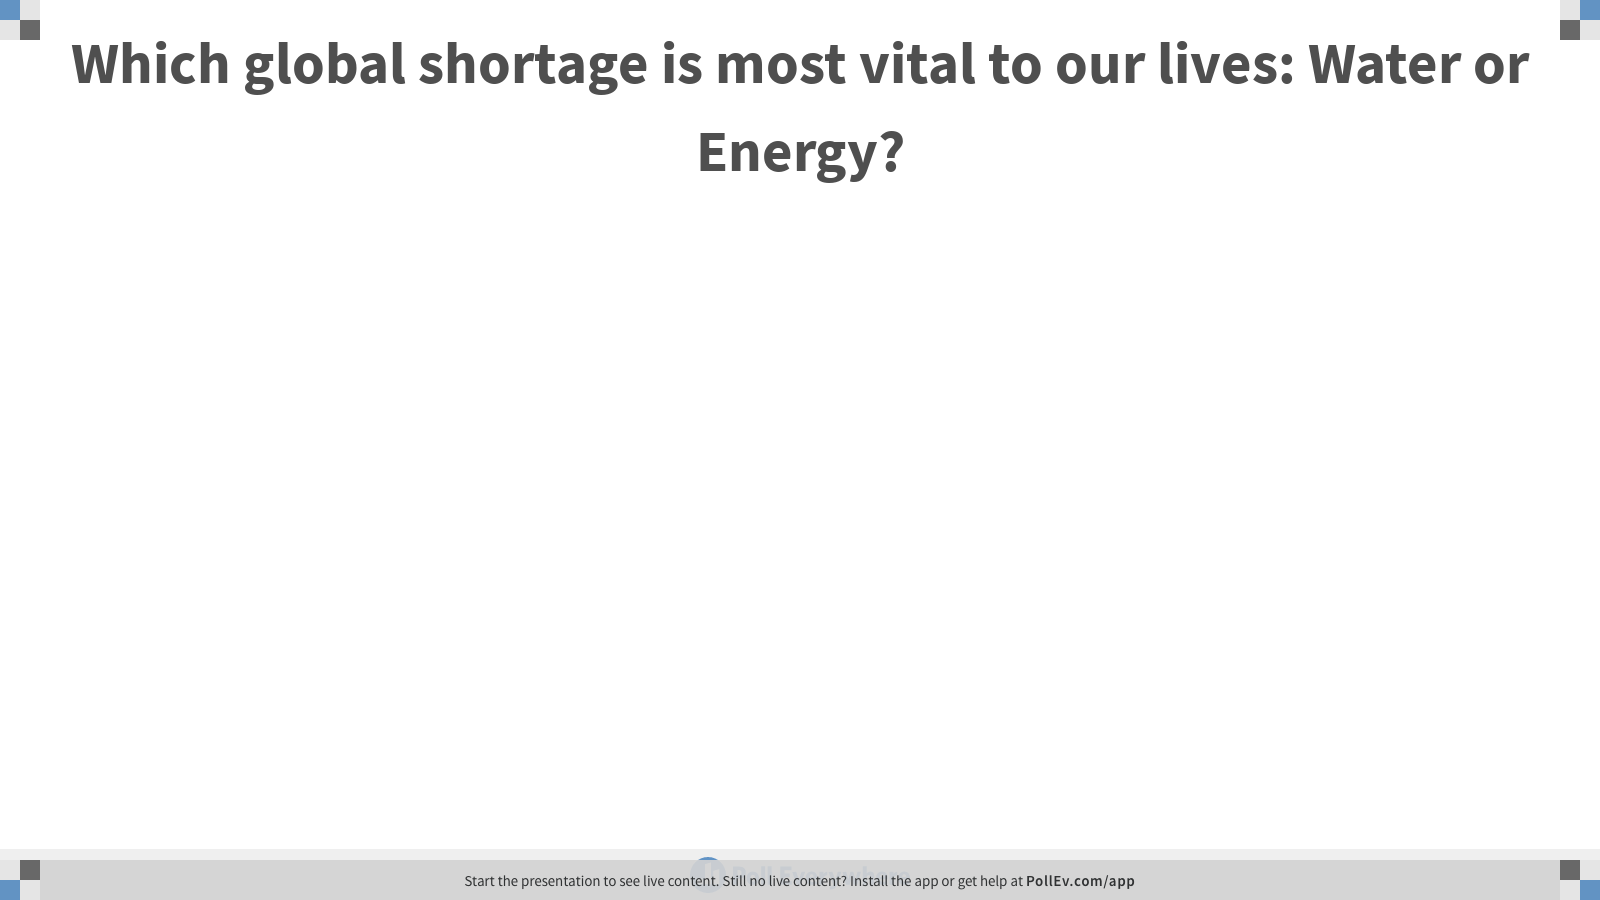 Which global shortage is most vital to our lives: Water or
Energy?
Start the presentation to see live content. Still no live content? Install the app or get help at PollEv.com/app